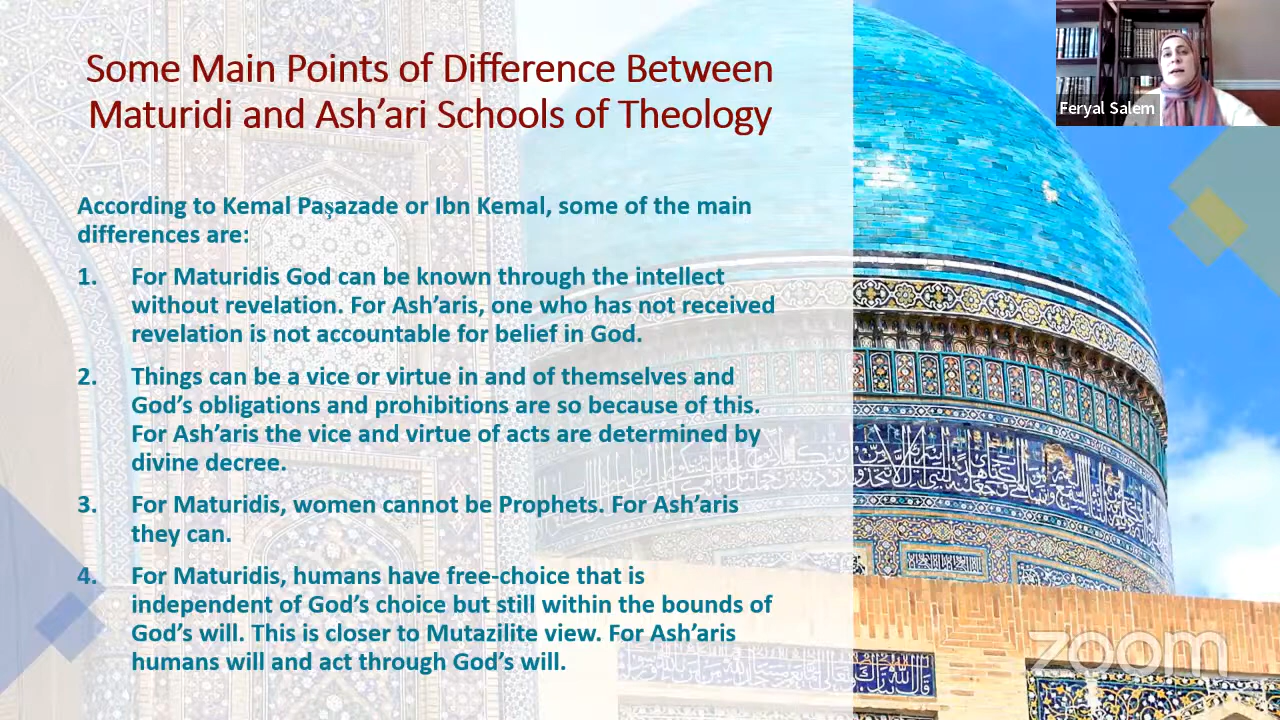 Some Main Points of Difference Between
Maturidi and Ash’ari Schools of Theology
Feryal Salem
According to Kemal Paşazade or Ibn Kemal, some of the main
differences are:
1. For Maturidis God can be known through the intellect
without revelation. For Ash’aris, one who has not received
revelation is not accountable for belief in God.
2. Things can be a vice or virtue in and of themselves and
God’s obligations and prohibitions are so because of this.
For Ash’aris the vice and virtue of acts are determined by
divine decree.
3. For Maturidis, women cannot be Prophets. For Ash’aris
they can.
4. For Maturidis, humans have free-choice that is
independent of God’s choice but still within the bounds of
God’s will. This is closer to Mutazilite view. For Ash’aris
humans will and act through God’s will.
zoom